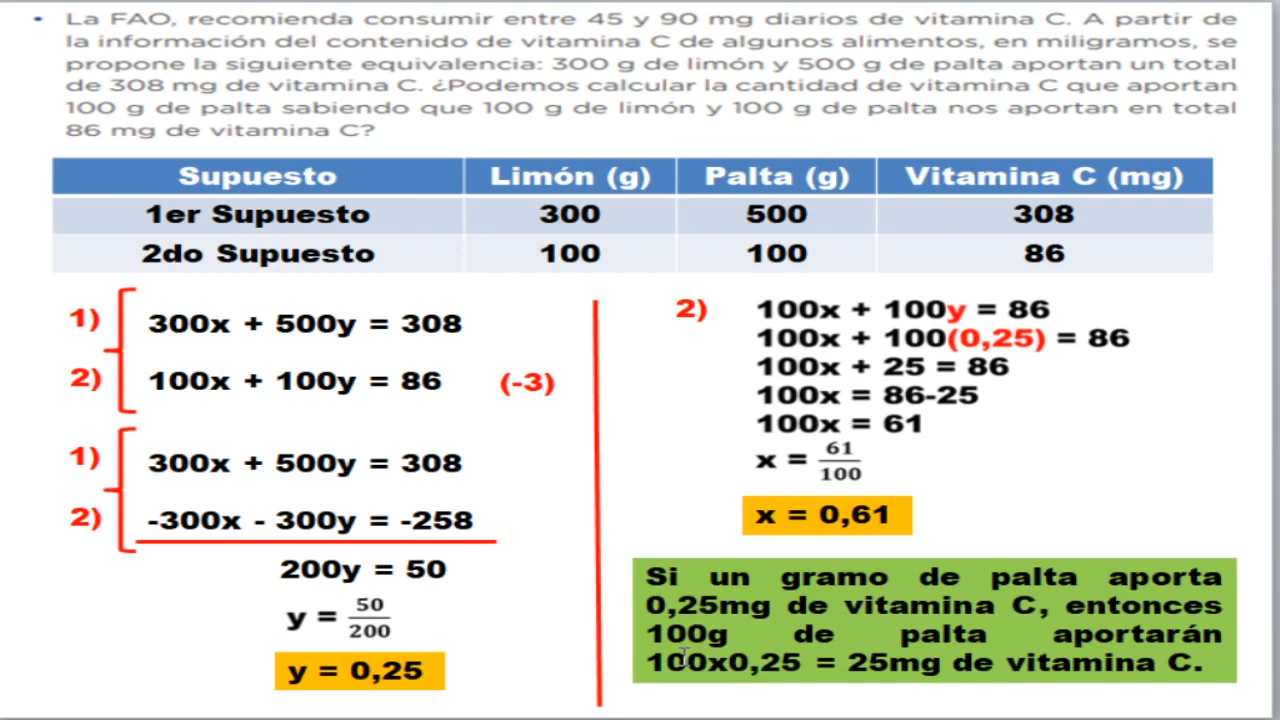 • La FAO, recomienda consumir entre 45 y 90 mg diarios de vitamina C. A partir de
la información del contenido de vitamina C de algunos alimentos, en miligramos, se
propone la siguiente equivalencia: 300 g de limón y 500 g de palta aportan un total
de 308 mg de vitamina C. ¿Podemos calcular la cantidad de vitamina C que aportan
100 g de palta sabiendo que 100 g de limón y 100 g de palta nos aportan en total
86 mg de vitamina C?
Supuesto Limón (g) Palta (g) Vitamina C (mg)
1er Supuesto 300 500 308
2do Supuesto 100 100 86
1) 300x + 500y = 308
2) 100x + 100y = 86 (-3)
1) 300x + 500y = 308
2) -300x - 300y = -258
200y = 50
y = 50/200
y = 0,25
2) 100x + 100y = 86
100x + 100(0,25) = 86
100x + 25 = 86
100x = 86-25
100x = 61
x = 61/100
x = 0,61
Si un gramo de palta aporta
0,25mg de vitamina C, entonces
100g de palta aportarán
100x0,25 = 25mg de vitamina C.